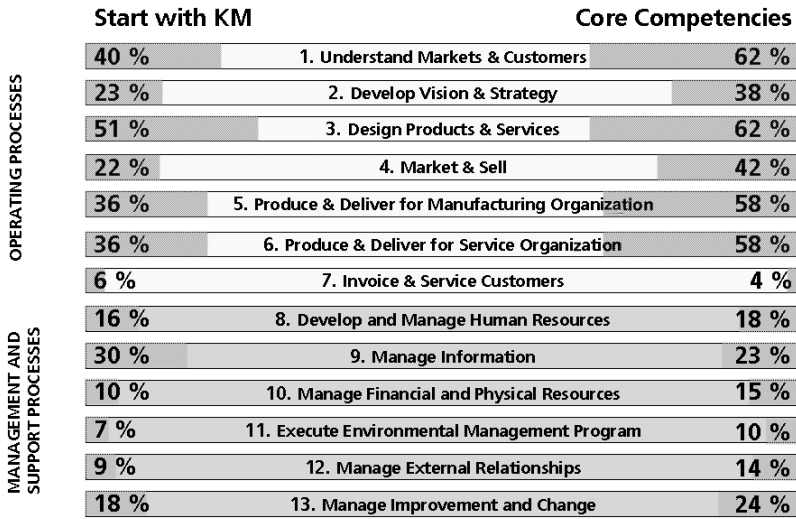 Start with KM Core Competencies
OPERATING PROCESSES
40 % 1. Understand Markets & Customers 62 %
23 % 2. Develop Vision & Strategy 38 %
51 % 3. Design Products & Services 62 %
22 % 4. Market & Sell 42 %
36 % 5. Produce & Deliver for Manufacturing Organization 58 %
36 % 6. Produce & Deliver for Service Organization 58 %
6 % 7. Invoice & Service Customers 4 %
MANAGEMENT AND
SUPPORT PROCESSES
16 % 8. Develop and Manage Human Resources 18 %
30 % 9. Manage Information 23 %
10 % 10. Manage Financial and Physical Resources 15 %
7 % 11. Execute Environmental Management Program 10 %
9 % 12. Manage External Relationships 14 %
18 % 13. Manage Improvement and Change 24 %